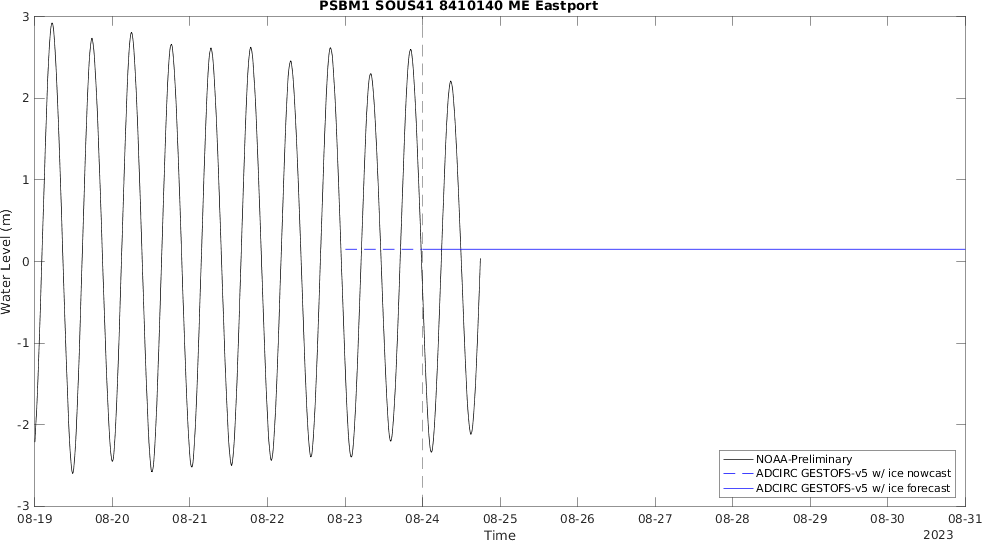 PSBM1 SOUS41 8410140 ME Eastport
Water Level (m)
3
2
1
0
-1
-2
-3
08-19 08-20 08-21 08-22 08-23 08-24 08-25 08-26 08-27 08-28 08-29 08-30 08-31
Time
2023
NOAA-Preliminary
ADCIRC GESTOFS-v5 w/ ice nowcast
ADCIRC GESTOFS-v5 w/ ice forecast